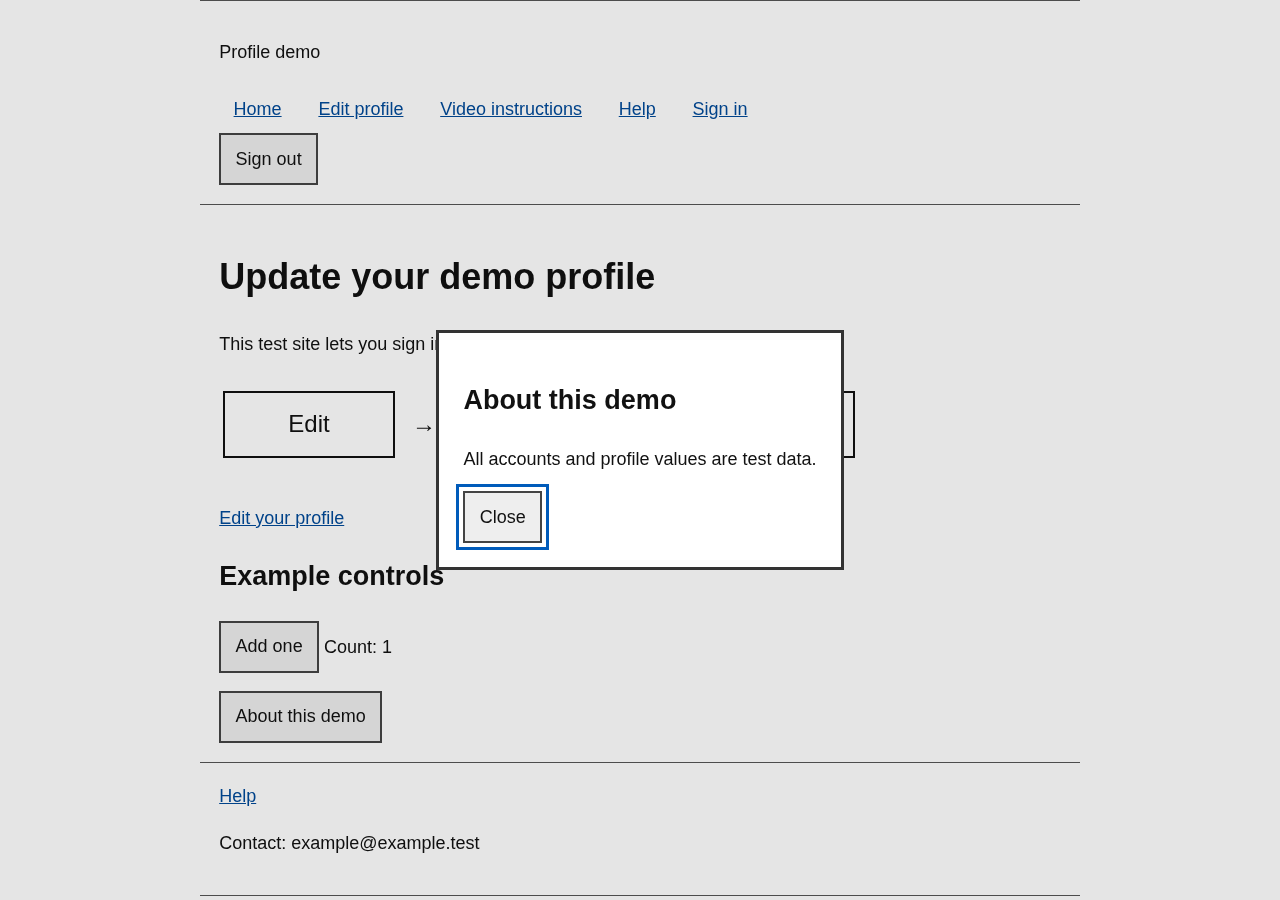 Profile demo
Home Edit profile Video instructions Help Sign in
Sign out
Update your demo profile
This test site lets you sign
Edit →
Edit your profile
Example controls
Add one Count: 1
About this demo
Help
Contact: example@example.test
About this demo
All accounts and profile values are test data.
Close